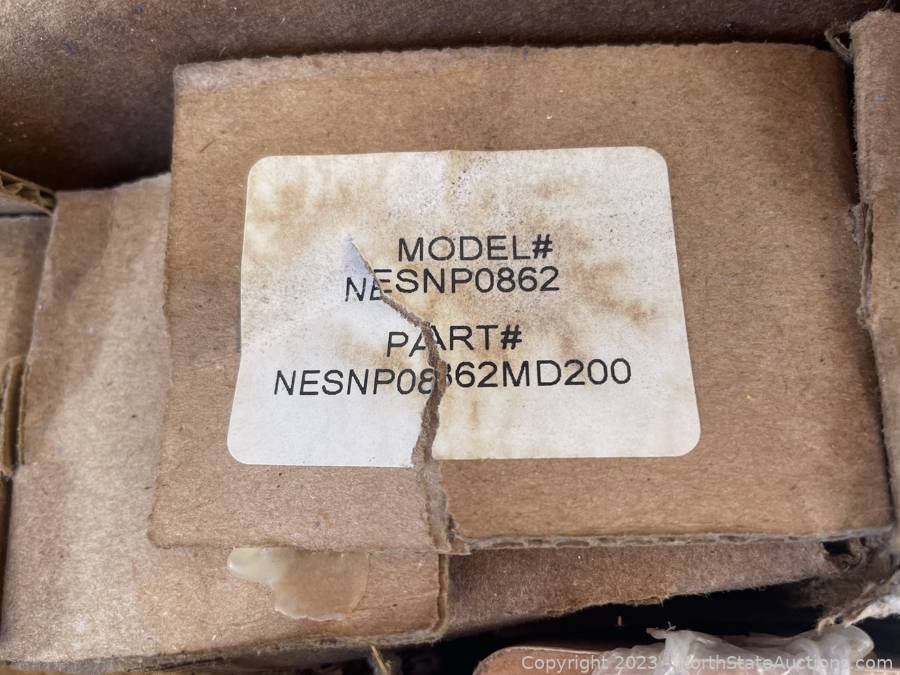 MODEL#
NESNP0862
PART#
NESNP0862MD200
Copyright 2023 - NorthStateAuctions.com